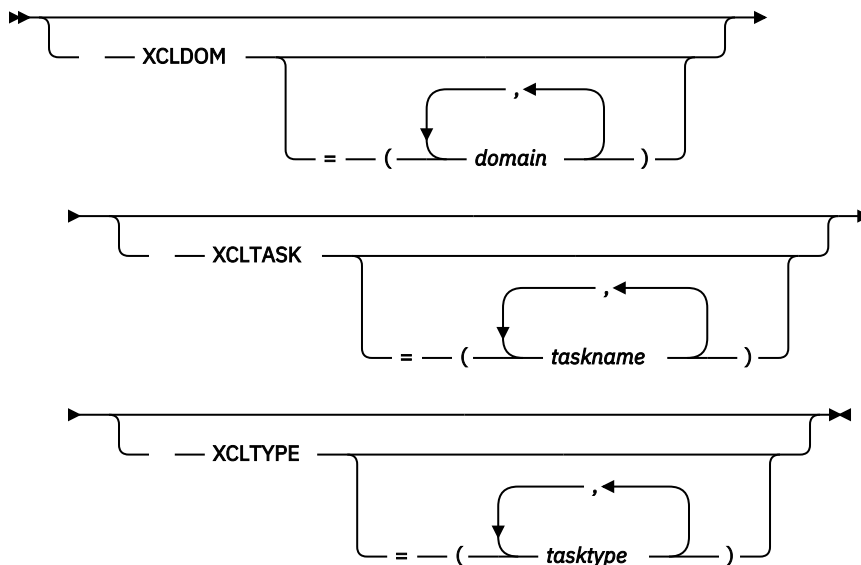 XCLDOM
,
= ( domain )
XCLTASK
,
= ( taskname )
XCLTYPE
,
= ( tasktype )